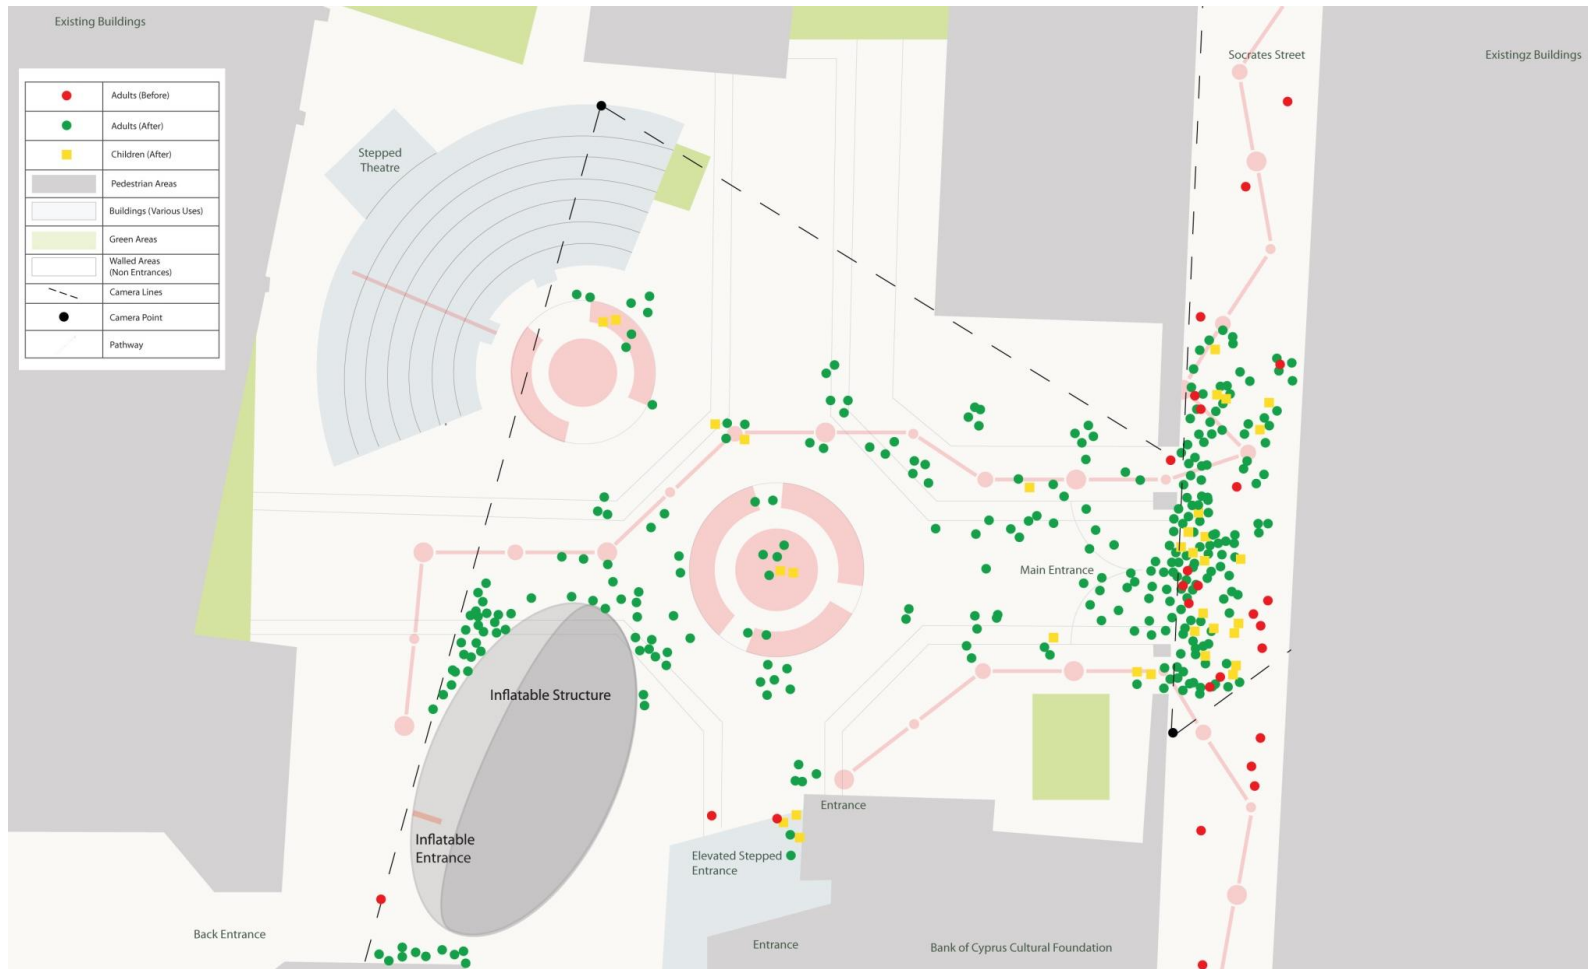 Existing Buildings
Socrates Street
Existingz Buildings
Adults (Before)
Adults (After)
Children (After)
Pedestrian Areas
Buildings (Various Uses)
Green Areas
Walled Areas
(Non Entrances)
Camera Lines
Camera Point
Pathway
Stepped
Theatre
Main Entrance
Inflatable Structure
Inflatable
Entrance
Entrance
Elevated Stepped
Entrance
Back Entrance
Entrance
Bank of Cyprus Cultural Foundation